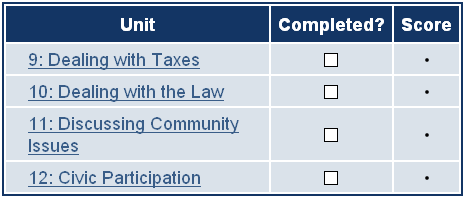 Unit Completed? Score
9: Dealing with Taxes
10: Dealing with the Law
11: Discussing Community
Issues
12: Civic Participation